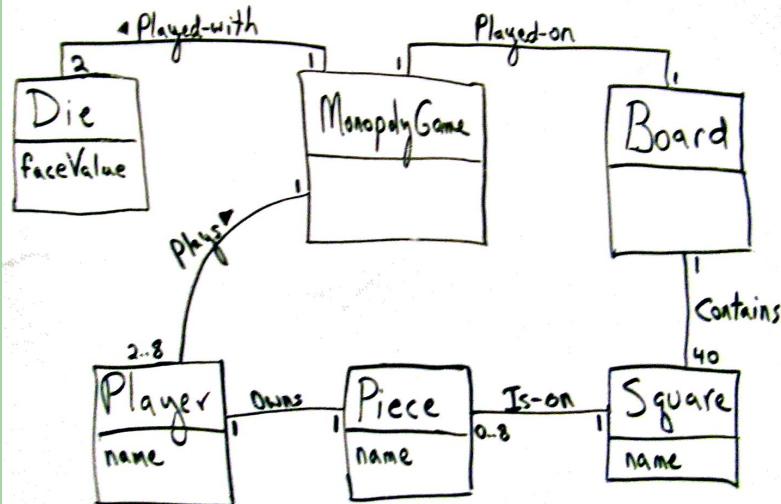 ◄ Played-with
Played-on
2
1
1
1
Die
faceValue
MonopolyGame
Board
1
Plays ►
1
Contains
2..8
40
Player
name
Owns
1
1
Piece
name
Is-on
0..8
1
Square
name